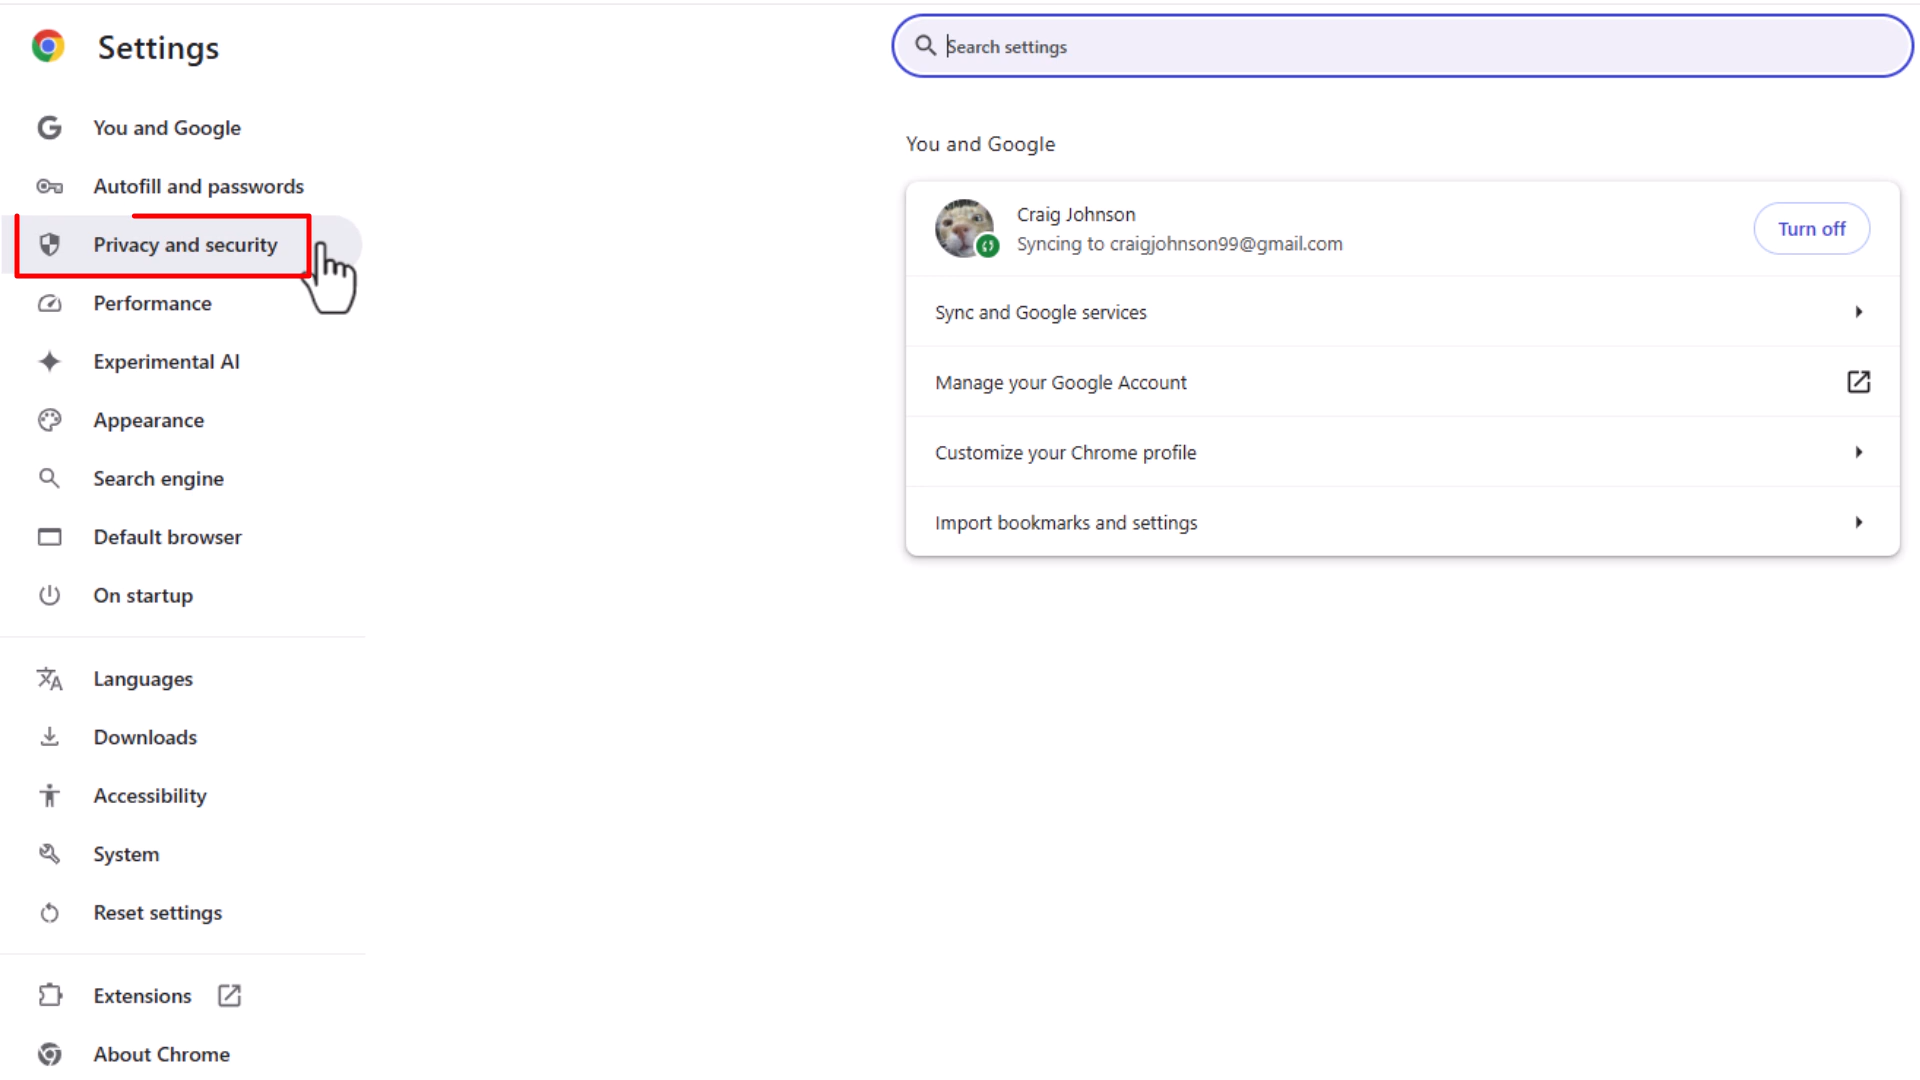 Settings
Search settings
You and Google
Autofill and passwords
Privacy and security
Performance
Experimental AI
Appearance
Search engine
Default browser
On startup
Languages
Downloads
Accessibility
System
Reset settings
Extensions
About Chrome
You and Google
Craig Johnson
Syncing to craigjohnson99@gmail.com
Turn off
Sync and Google services
Manage your Google Account
Customize your Chrome profile
Import bookmarks and settings